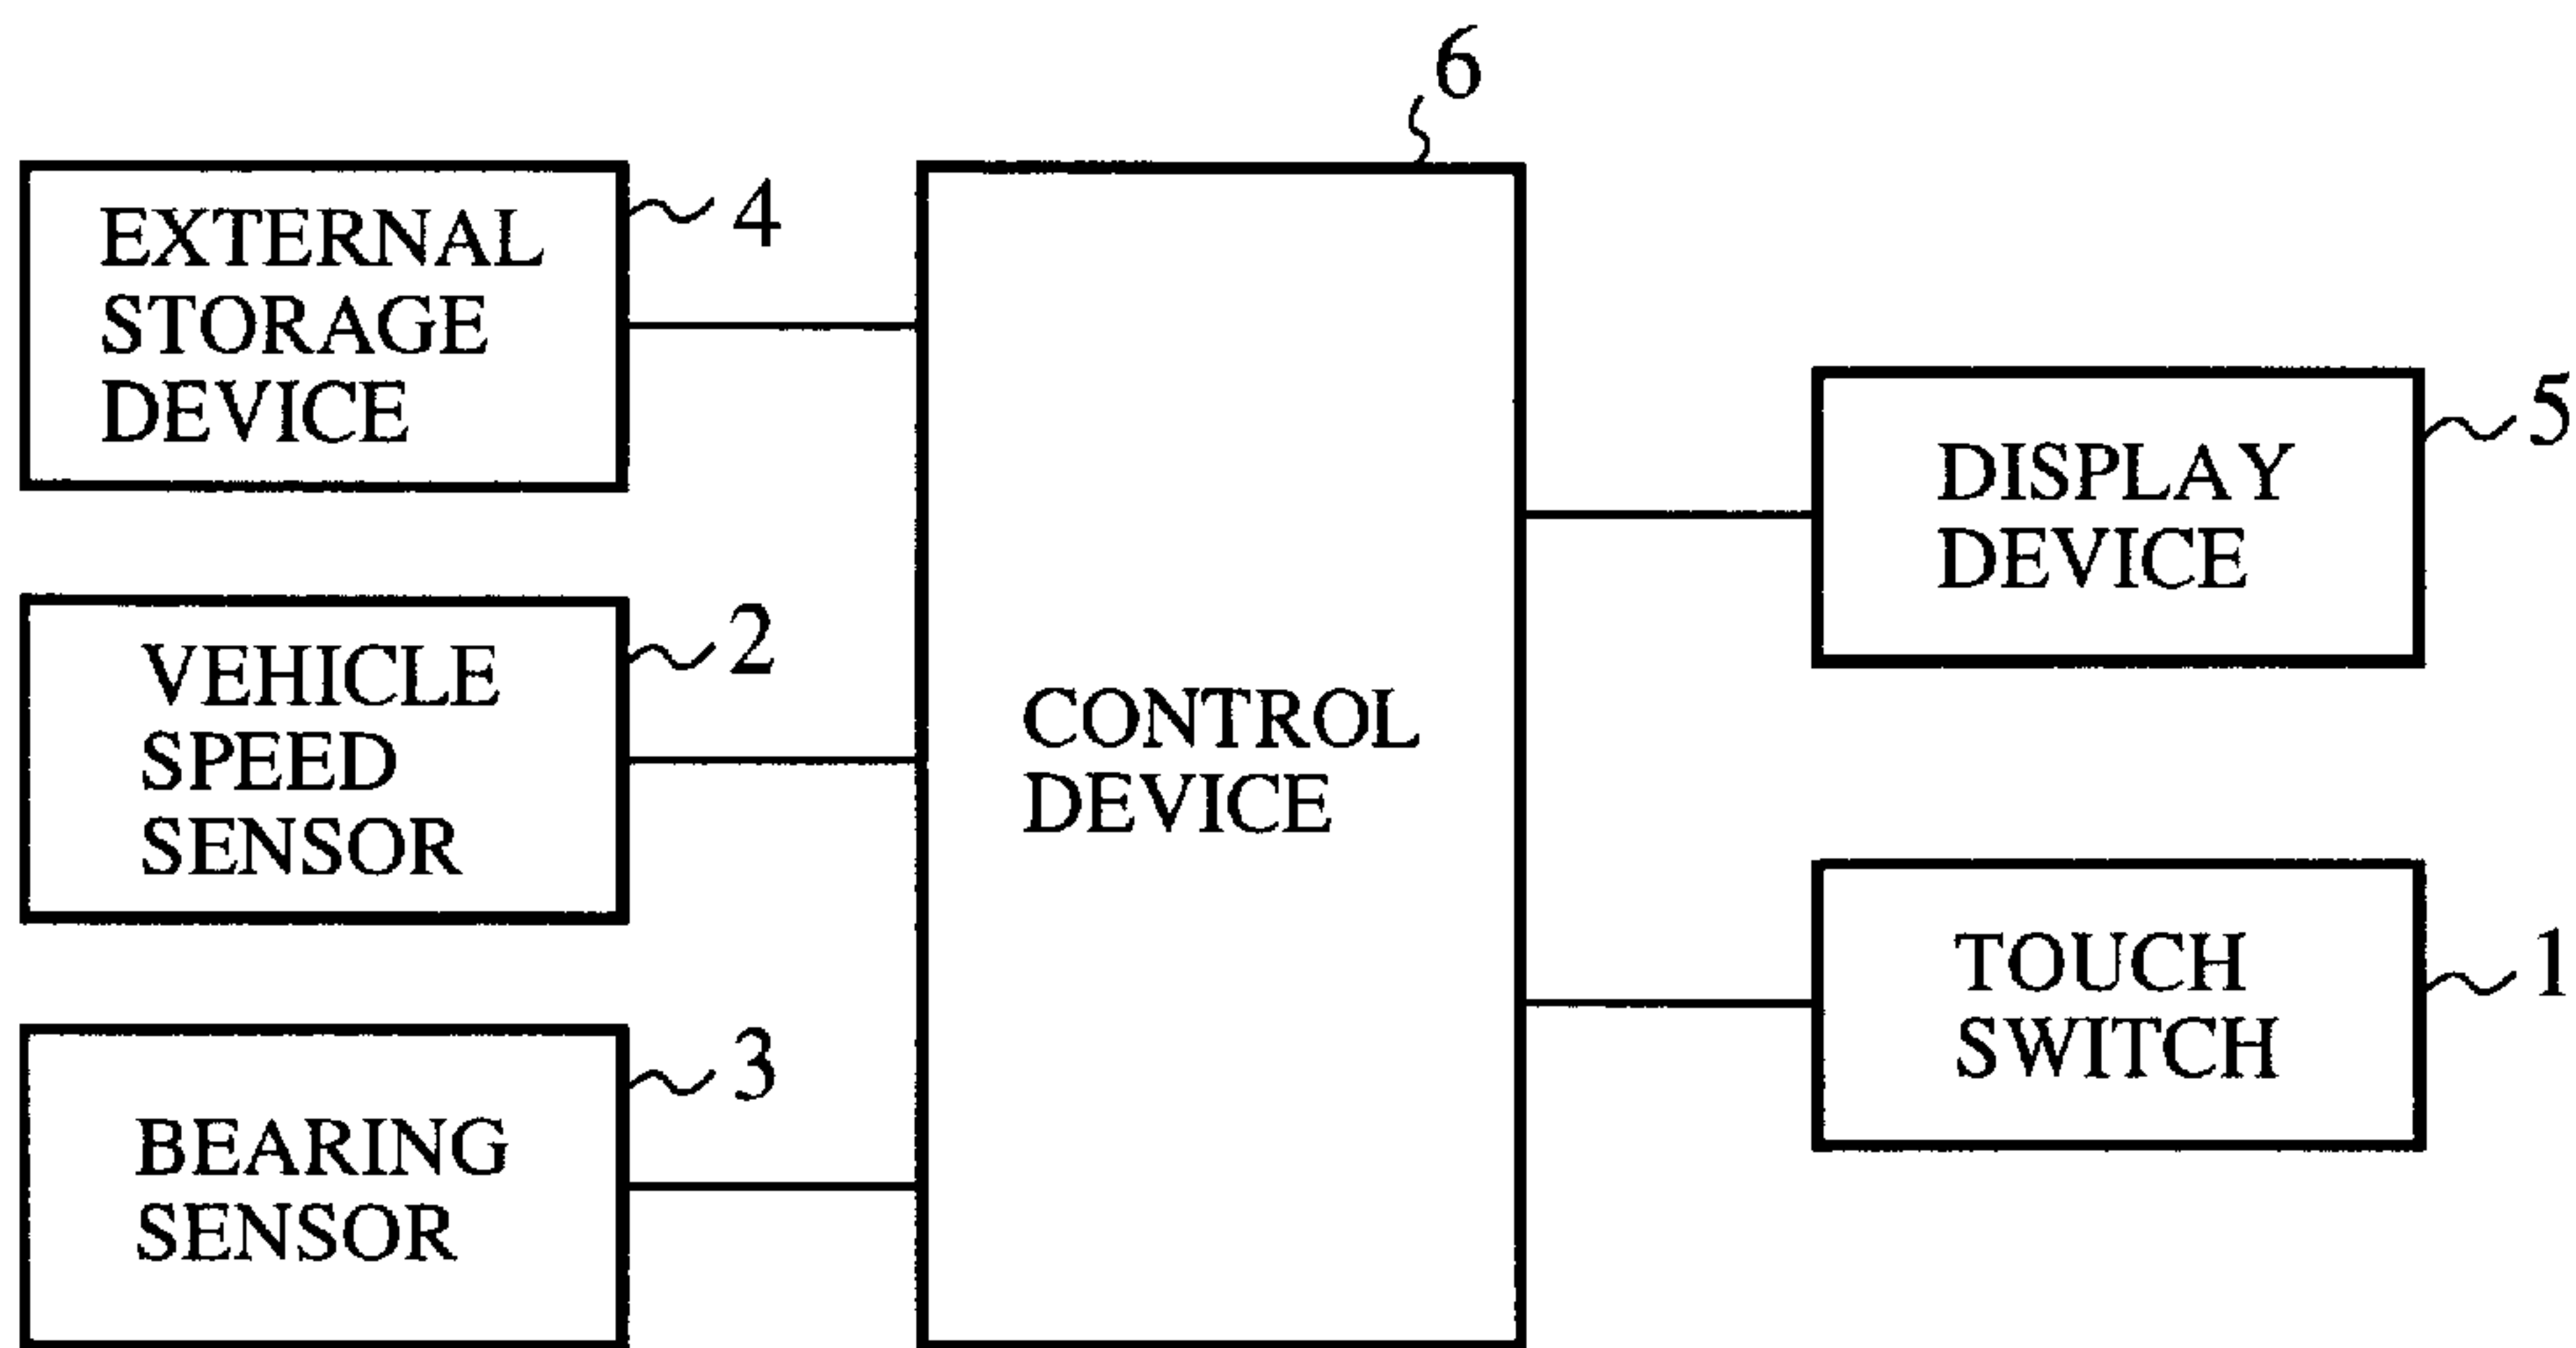 6
EXTERNAL
STORAGE
DEVICE
4
VEHICLE
SPEED
SENSOR
2
BEARING
SENSOR
3
CONTROL
DEVICE
DISPLAY
DEVICE
5
TOUCH
SWITCH
1